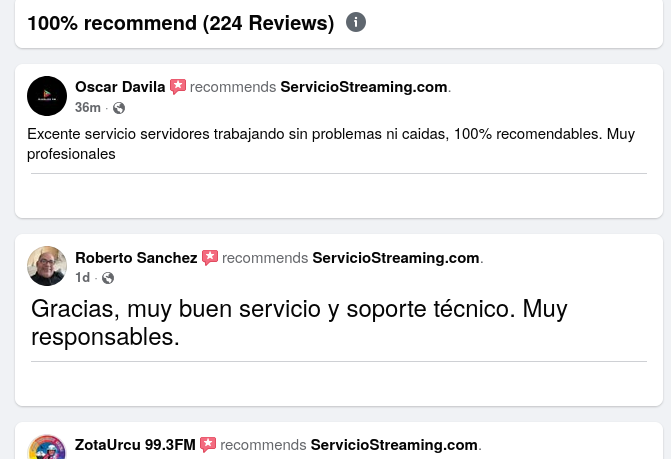 100% recommend (224 Reviews)
Oscar Davila recommends ServicioStreaming.com.
36m ·
Excente servicio servidores trabajando sin problemas ni caidas, 100% recomendables. Muy
profesionales
Roberto Sanchez recommends ServicioStreaming.com.
1d ·
Gracias, muy buen servicio y soporte técnico. Muy
responsables.
ZotaUrcu 99.3FM recommends ServicioStreaming.com.